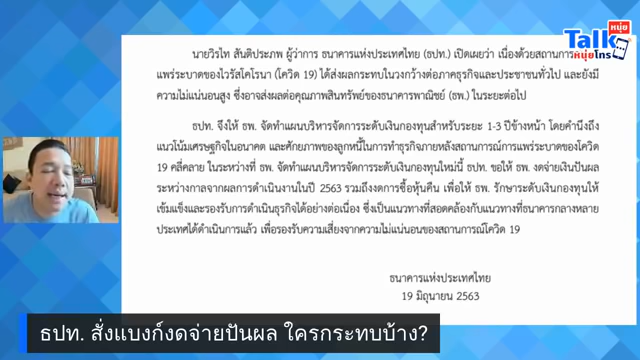 หนุ่ย
Talk
หนุ่ยโทร
นายวิรไท สันติประภพ ผู้ว่าการ ธนาคารแห่งประเทศไทย (ธปท.) เปิดเผยว่า เนื่องด้วยสถานการ
แพร่ระบาดของไวรัสโคโรนา (โควิด 19) ได้ส่งผลกระทบในวงกว้างต่อภาคธุรกิจและประชาชนทั่วไป และยังมี
ความไม่แน่นอนสูง ซึ่งอาจส่งผลต่อคุณภาพสินทรัพย์ของธนาคารพาณิชย์ (ธพ.) ในระยะต่อไป
ธปท. จึงให้ ธพ. จัดทำแผนบริหารจัดการระดับเงินกองทุนสำหรับระยะ 1-3 ปีข้างหน้า โดยคำนึงถึง
แนวโน้มเศรษฐกิจในอนาคต และศักยภาพของลูกหนี้ในการทำธุรกิจภายหลังสถานการณ์การแพร่ระบาดของโควิด
19 คลี่คลาย ในระหว่างที่ ธพ. จัดทำแผนบริหารจัดการระดับเงินกองทุนใหม่นี้ ธปท. ขอให้ ธพ. งดจ่ายเงินปันผล
ระหว่างกาลจากผลการดำเนินงานในปี 2563 รวมถึงงดการซื้อหุ้นคืน เพื่อให้ ธพ. รักษาระดับเงินกองทุนให้
เข้มแข็งและรองรับการดำเนินธุรกิจได้อย่างต่อเนื่อง ซึ่งเป็นแนวทางที่สอดคล้องกับแนวทางที่ธนาคารกลางหลาย
ประเทศได้ดำเนินการแล้ว เพื่อรองรับความเสี่ยงจากความไม่แน่นอนของสถานการณ์โควิด 19
ธนาคารแห่งประเทศไทย
19 มิถุนายน 2563
ธปท. สั่งแบงก์งดจ่ายปันผล ใครกระทบบ้าง?